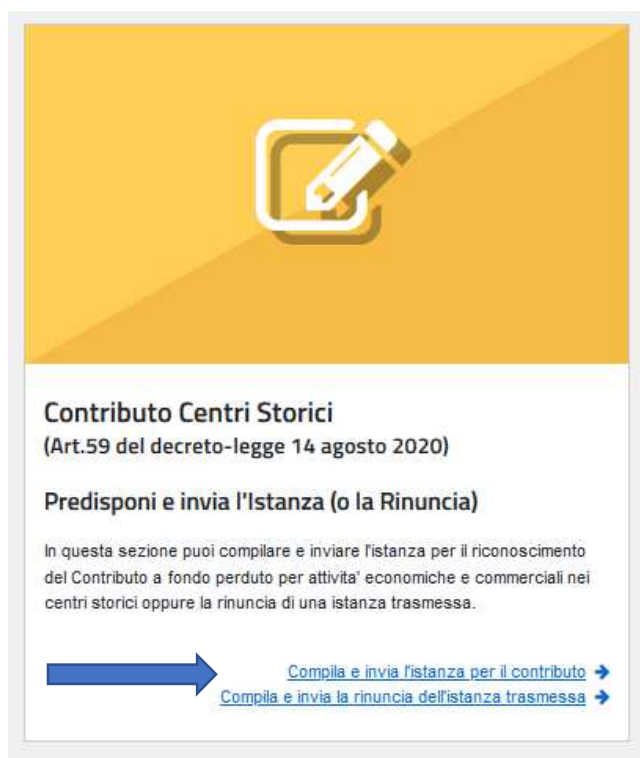 Contributo Centri Storici
(Art.59 del decreto-legge 14 agosto 2020)
Predisponi e invia l'Istanza (o la Rinuncia)
In questa sezione puoi compilare e inviare l'istanza per il riconoscimento
del Contributo a fondo perduto per attivita' economiche e commerciali nei
centri storici oppure la rinuncia di una istanza trasmessa.
Compila e invia l'istanza per il contributo
Compila e invia la rinuncia dell'istanza trasmessa